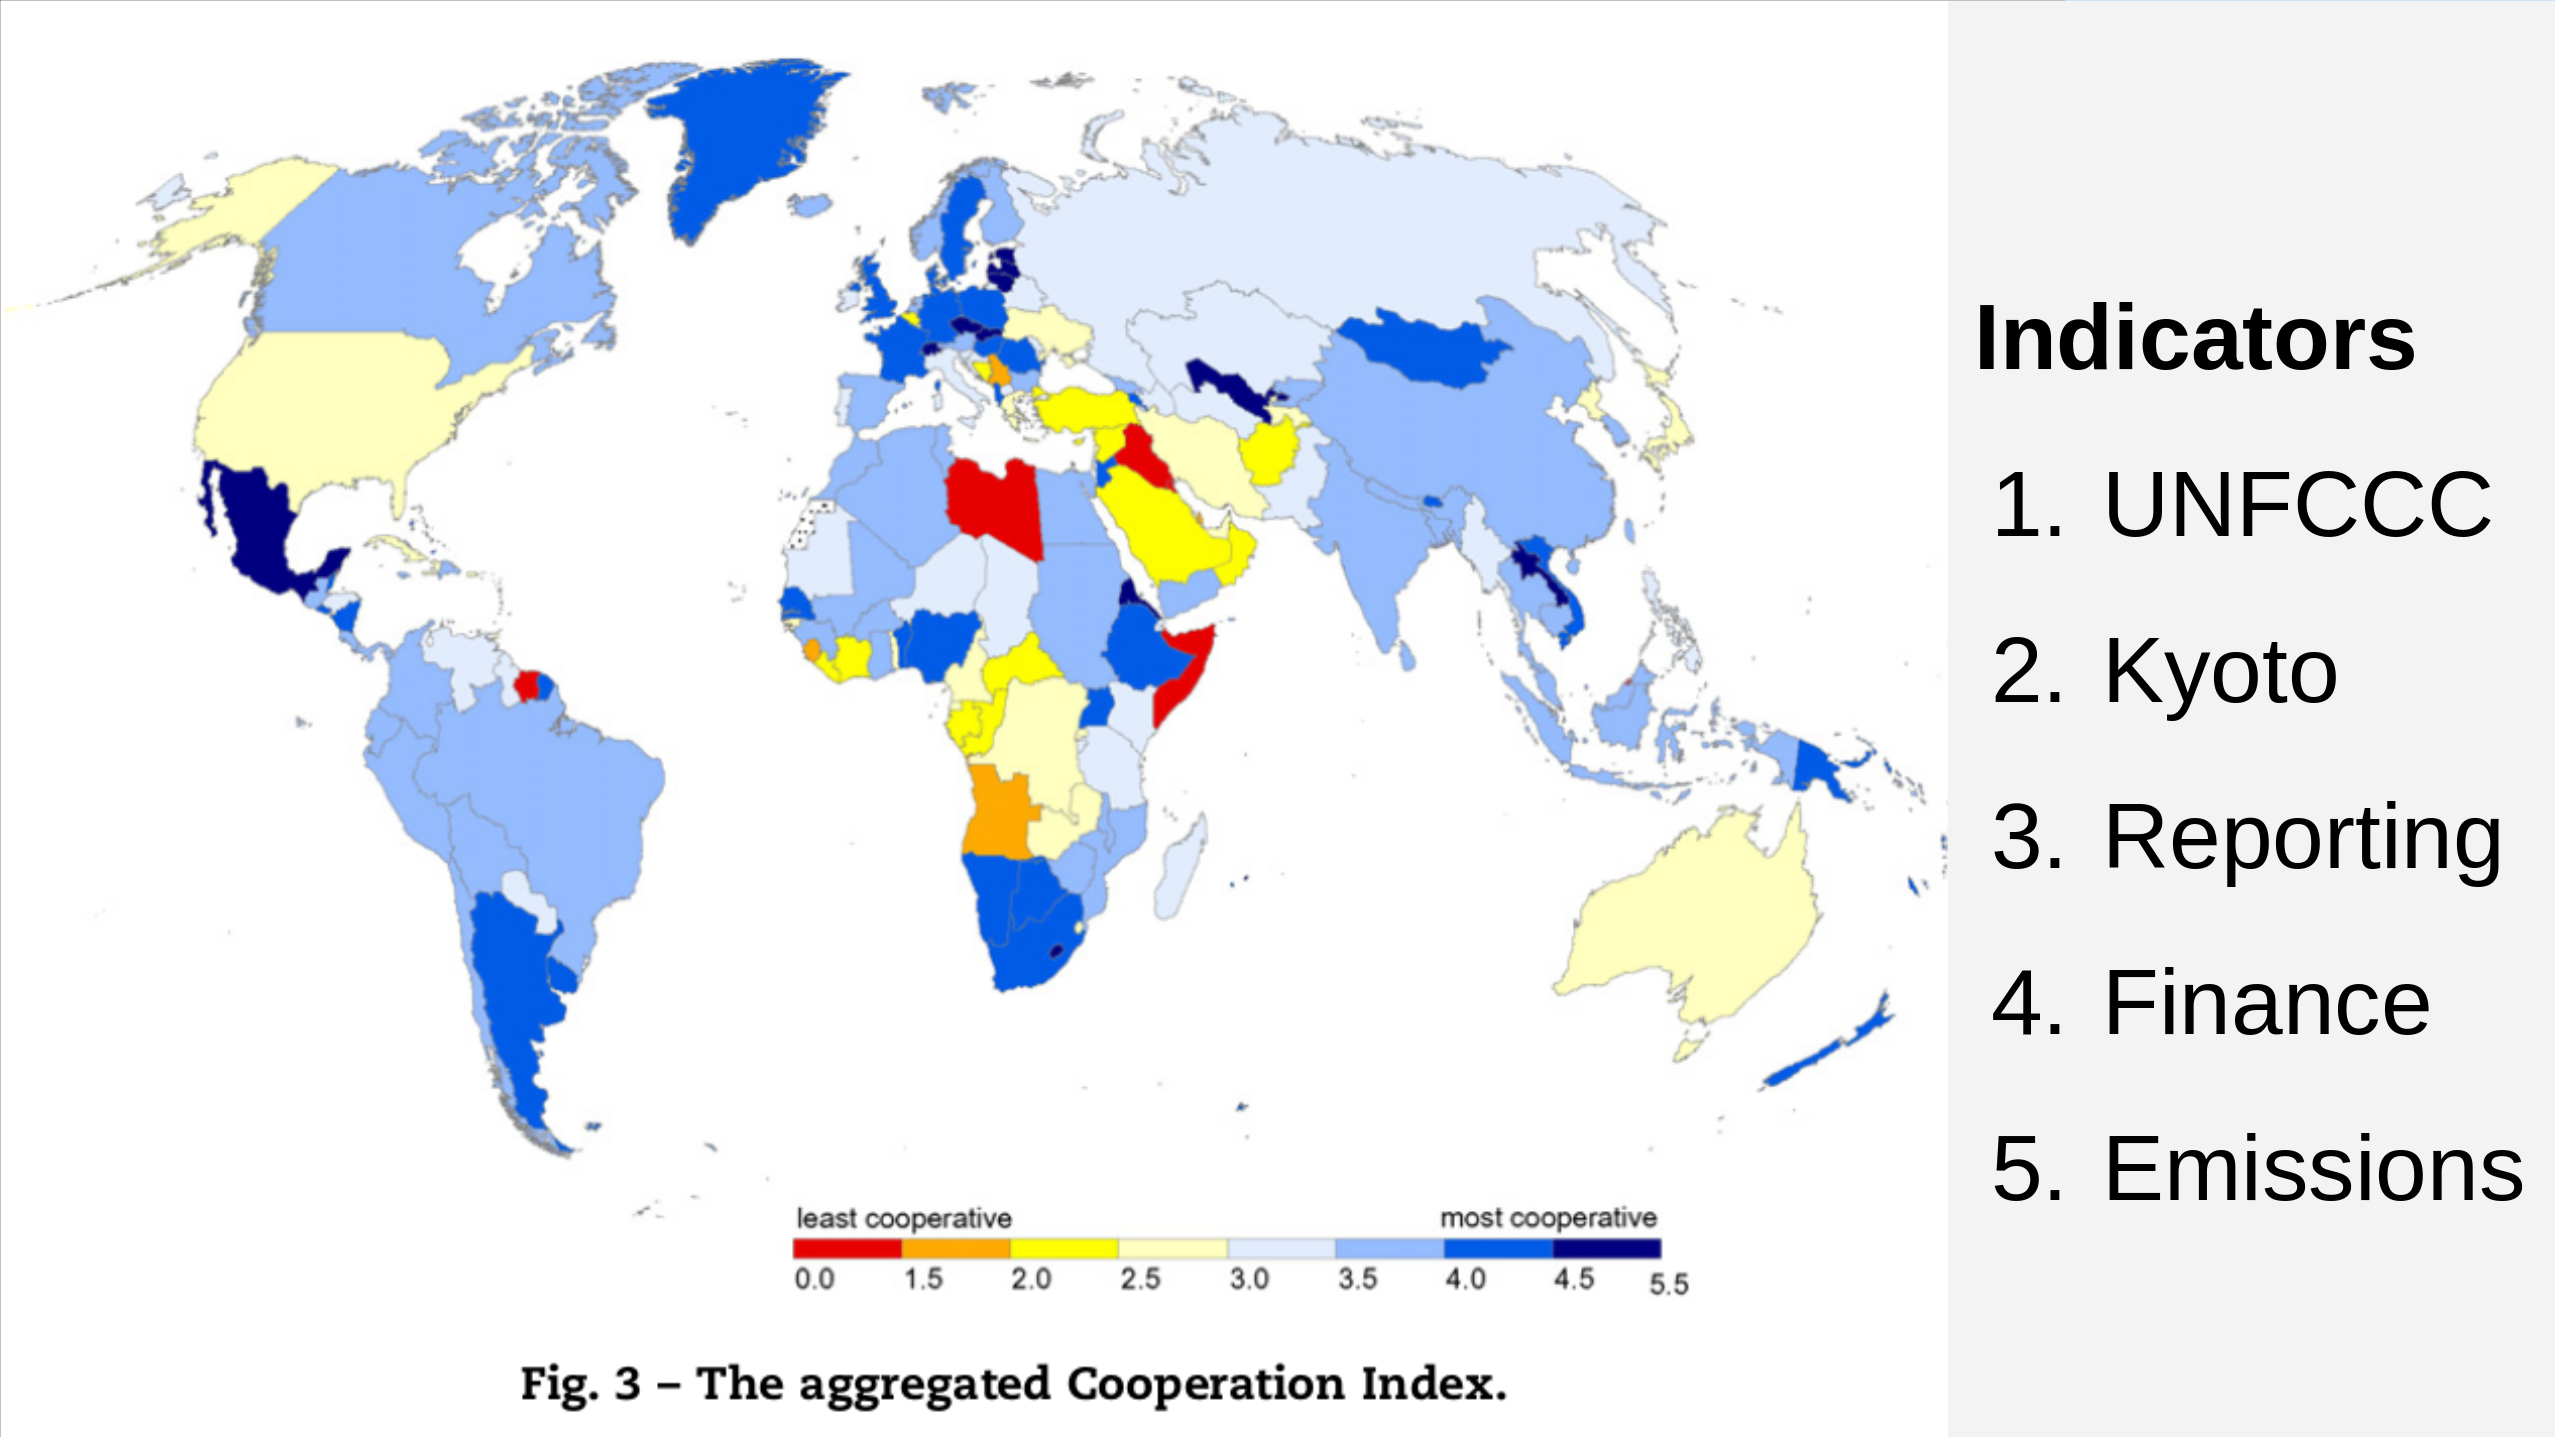 Indicators
1. UNFCCC
2. Kyoto
3. Reporting
4. Finance
5. Emissions
least cooperative most cooperative
0.0 1.5 2.0 2.5 3.0 3.5 4.0 4.5 5.5
Fig. 3 – The aggregated Cooperation Index.